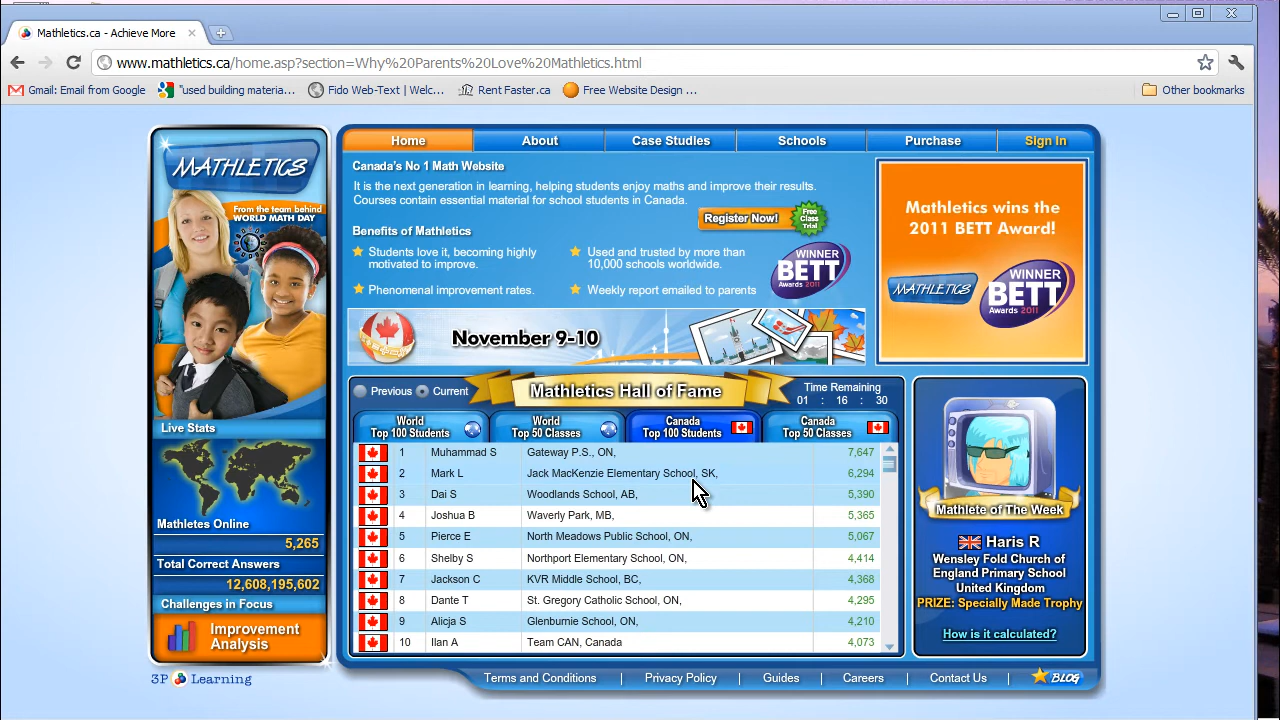 Mathletics.ca - Achieve More
www.mathletics.ca/home.asp?section=Why%20Parents%20Love%20Mathletics.html
Gmail: Email from Google
"used building materia...
Fido Web-Text | Welc...
Rent Faster.ca
Free Website Design ...
Other bookmarks
MATHLETICS
From the team behind
WORLD MATH DAY
Live Stats
Mathletes Online
5,265
Total Correct Answers
12,608,195,602
Challenges in Focus
Improvement
Analysis
3P Learning
Home
About
Case Studies
Schools
Purchase
Sign In
Canada's No 1 Math Website
It is the next generation in learning, helping students enjoy maths and improve their results.
Courses contain essential material for school students in Canada.
Register Now!
Free
Class
Trial
Benefits of Mathletics
Students love it, becoming highly
motivated to improve.
Phenomenal improvement rates.
Used and trusted by more than
10,000 schools worldwide.
Weekly report emailed to parents
WINNER
BETT
Awards 2011
Mathletics wins the
2011 BETT Award!
MATHLETICS
WINNER
BETT
Awards 2011
November 9-10
Previous
Current
Mathletics Hall of Fame
Time Remaining
01 : 16 : 30
World
Top 100 Students
World
Top 50 Classes
Canada
Top 100 Students
Canada
Top 50 Classes
1 Muhammad S Gateway P.S., ON, 7,647
2 Mark L Jack MacKenzie Elementary School, SK, 6,294
3 Dai S Woodlands School, AB, 5,390
4 Joshua B Waverly Park, MB, 5,365
5 Pierce E North Meadows Public School, ON, 5,067
6 Shelby S Northport Elementary School, ON, 4,414
7 Jackson C KVR Middle School, BC, 4,368
8 Dante T St. Gregory Catholic School, ON, 4,295
9 Alicja S Glenburnie School, ON, 4,210
10 Ilan A Team CAN, Canada 4,073
Mathlete of The Week
Haris R
Wensley Fold Church of
England Primary School
United Kingdom
PRIZE: Specially Made Trophy
How is it calculated?
Terms and Conditions | Privacy Policy | Guides | Careers | Contact Us |
BLOG